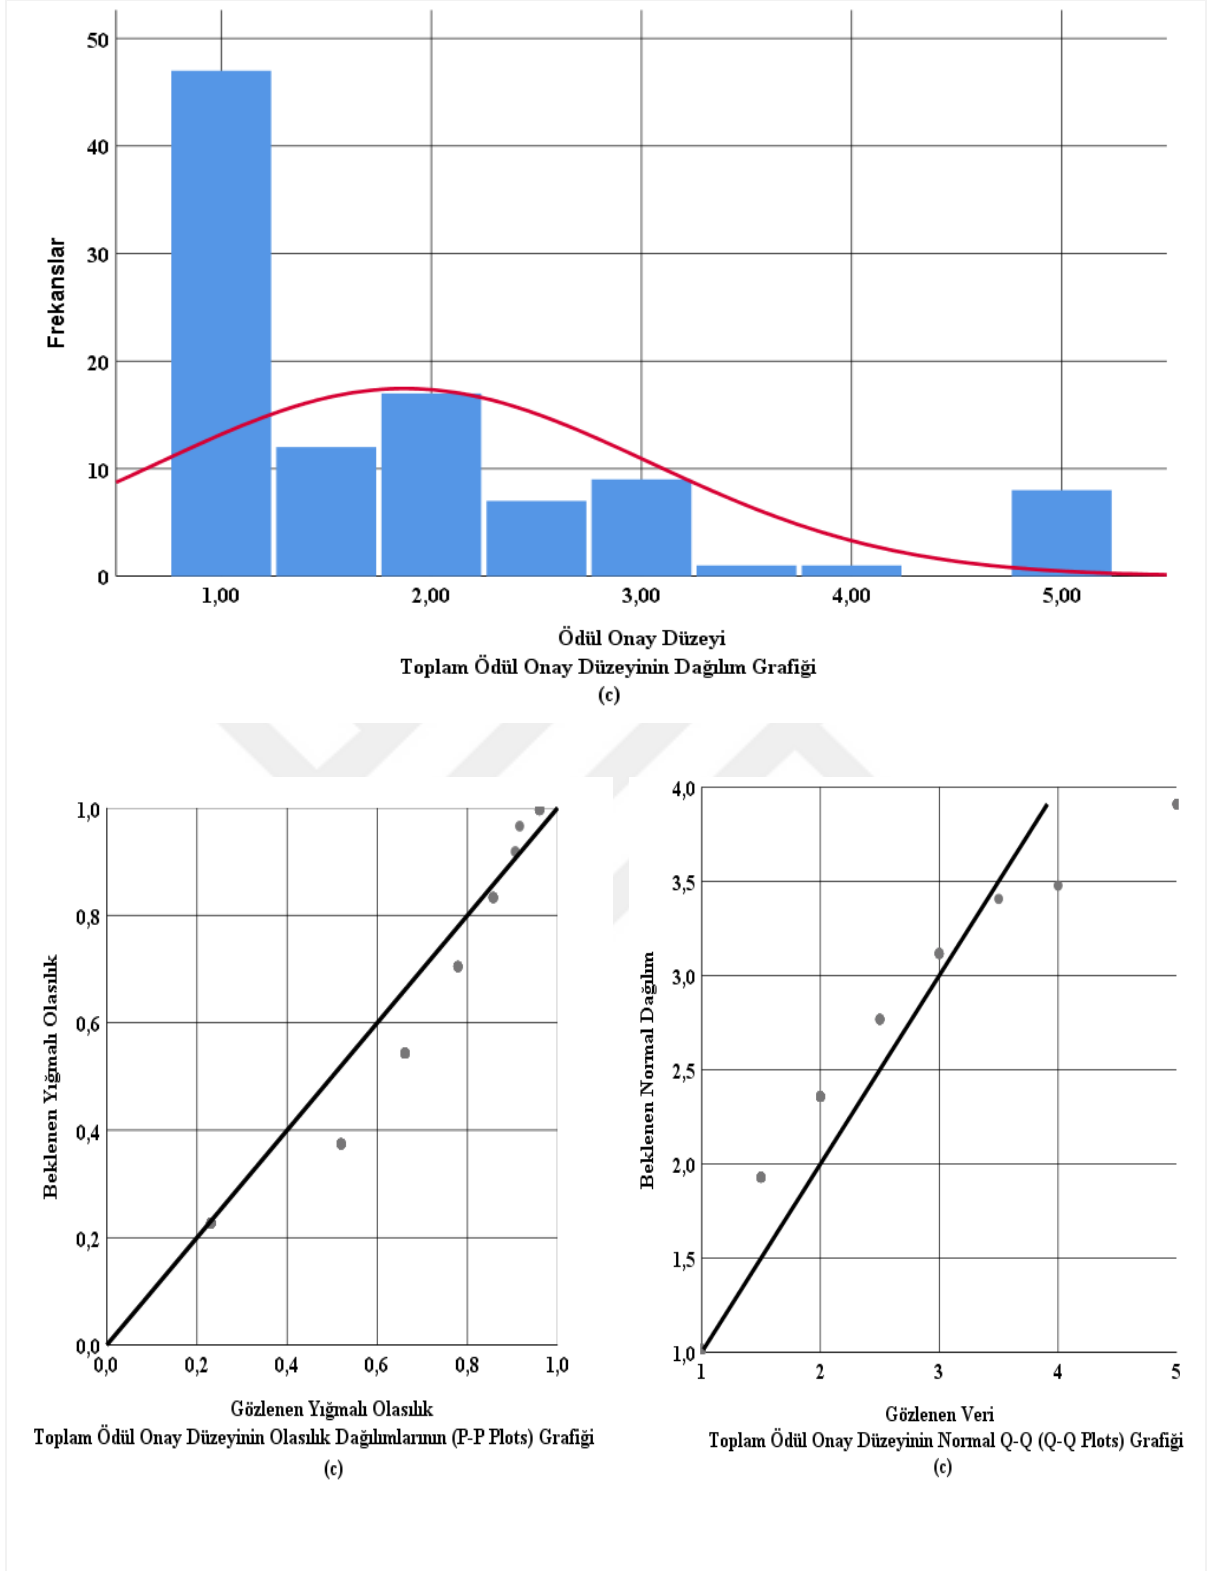 50
40
30
20
10
0
Frekanslar
1,00 2,00 3,00 4,00 5,00
Ödül Onay Düzeyi
Toplam Ödül Onay Düzeyinin Dağılım Grafiği
(c)
1,0
0,8
0,6
0,4
0,2
0,0
Beklenen Yığmalı Olasılık
0,0 0,2 0,4 0,6 0,8 1,0
Gözlenen Yığmalı Olasılık
Toplam Ödül Onay Düzeyinin Olasılık Dağılımlarının (P-P Plots) Grafiği
(c)
4,0
3,5
3,0
2,5
2,0
1,5
1,0
Beklenen Normal Dağılım
1 2 3 4 5
Gözlenen Veri
Toplam Ödül Onay Düzeyinin Normal Q-Q (Q-Q Plots) Grafiği
(c)